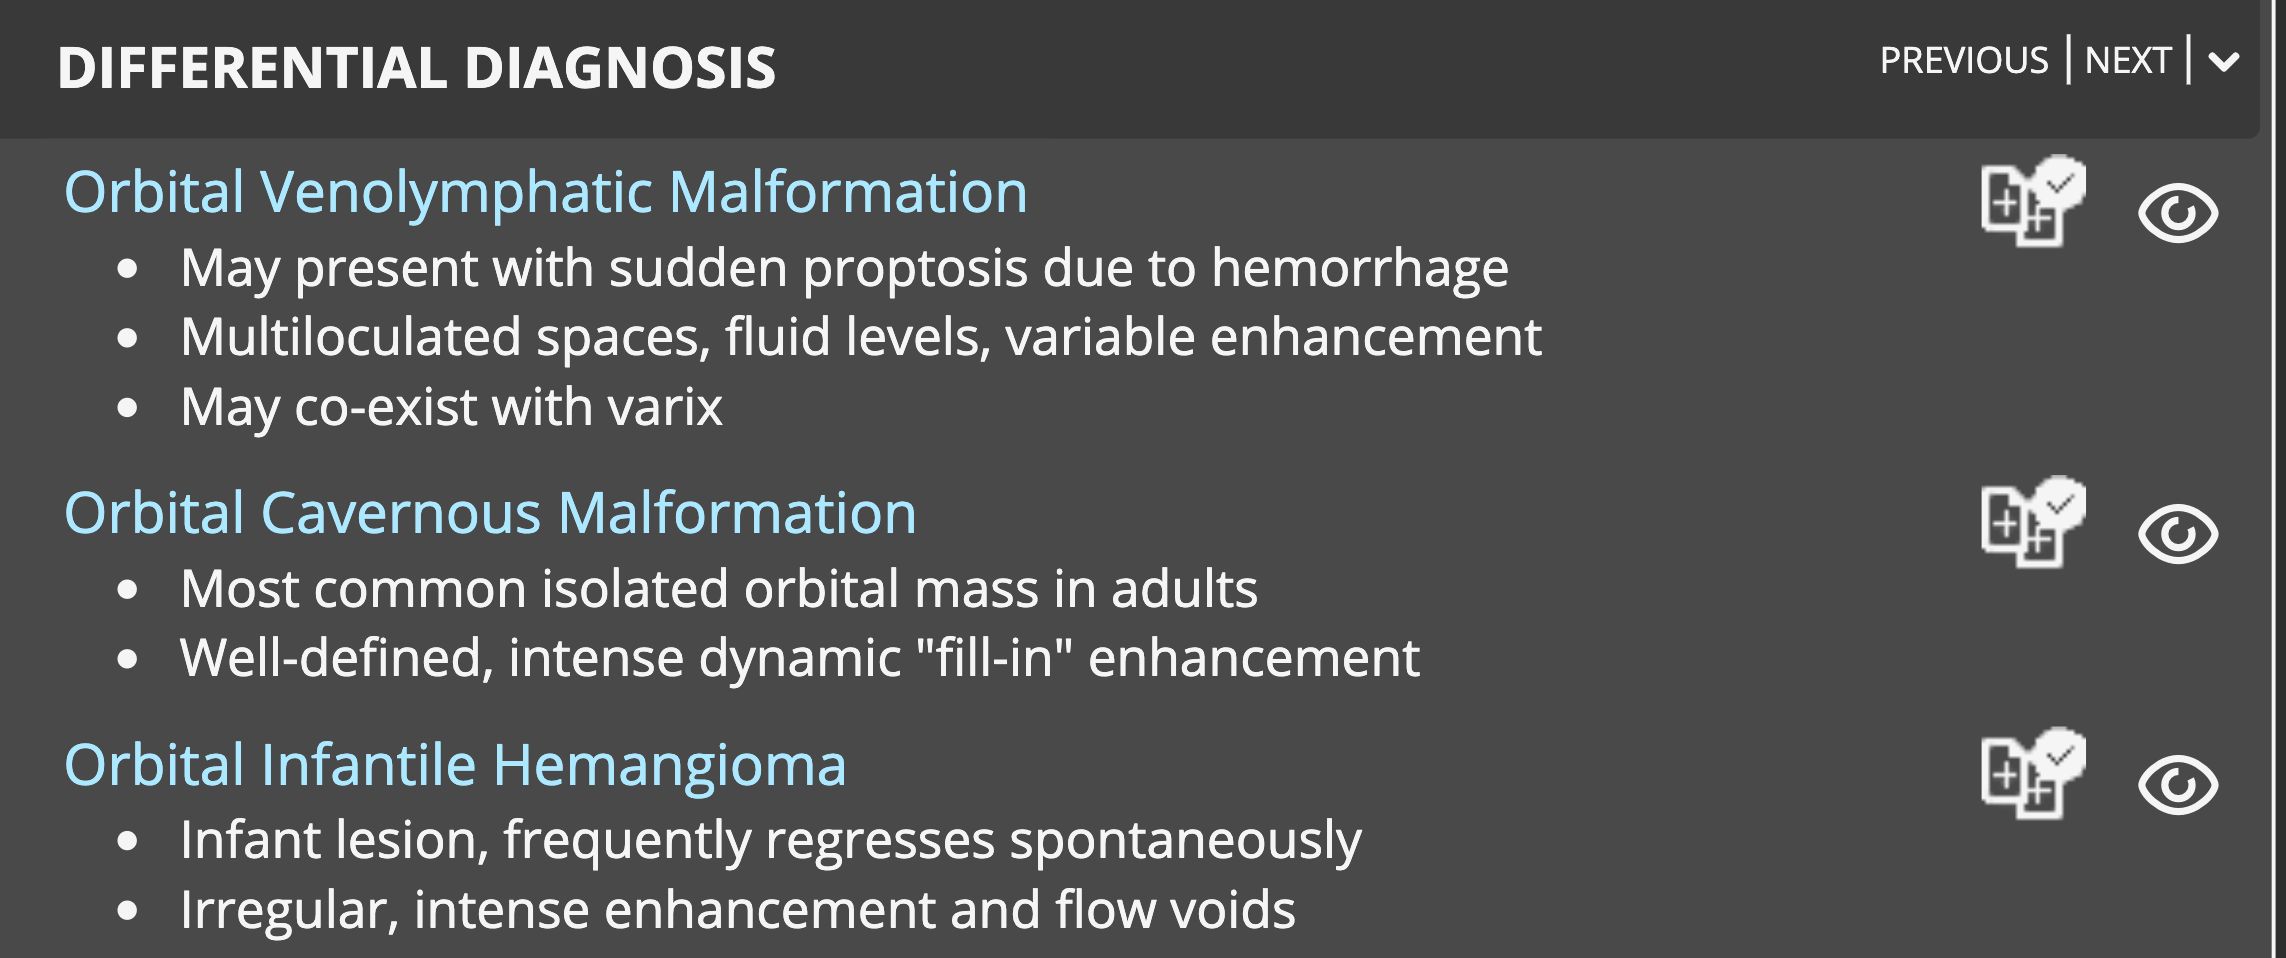 DIFFERENTIAL DIAGNOSIS
PREVIOUS | NEXT |
Orbital Venolymphatic Malformation
• May present with sudden proptosis due to hemorrhage
• Multiloculated spaces, fluid levels, variable enhancement
• May co-exist with varix
Orbital Cavernous Malformation
• Most common isolated orbital mass in adults
• Well-defined, intense dynamic "fill-in" enhancement
Orbital Infantile Hemangioma
• Infant lesion, frequently regresses spontaneously
• Irregular, intense enhancement and flow voids